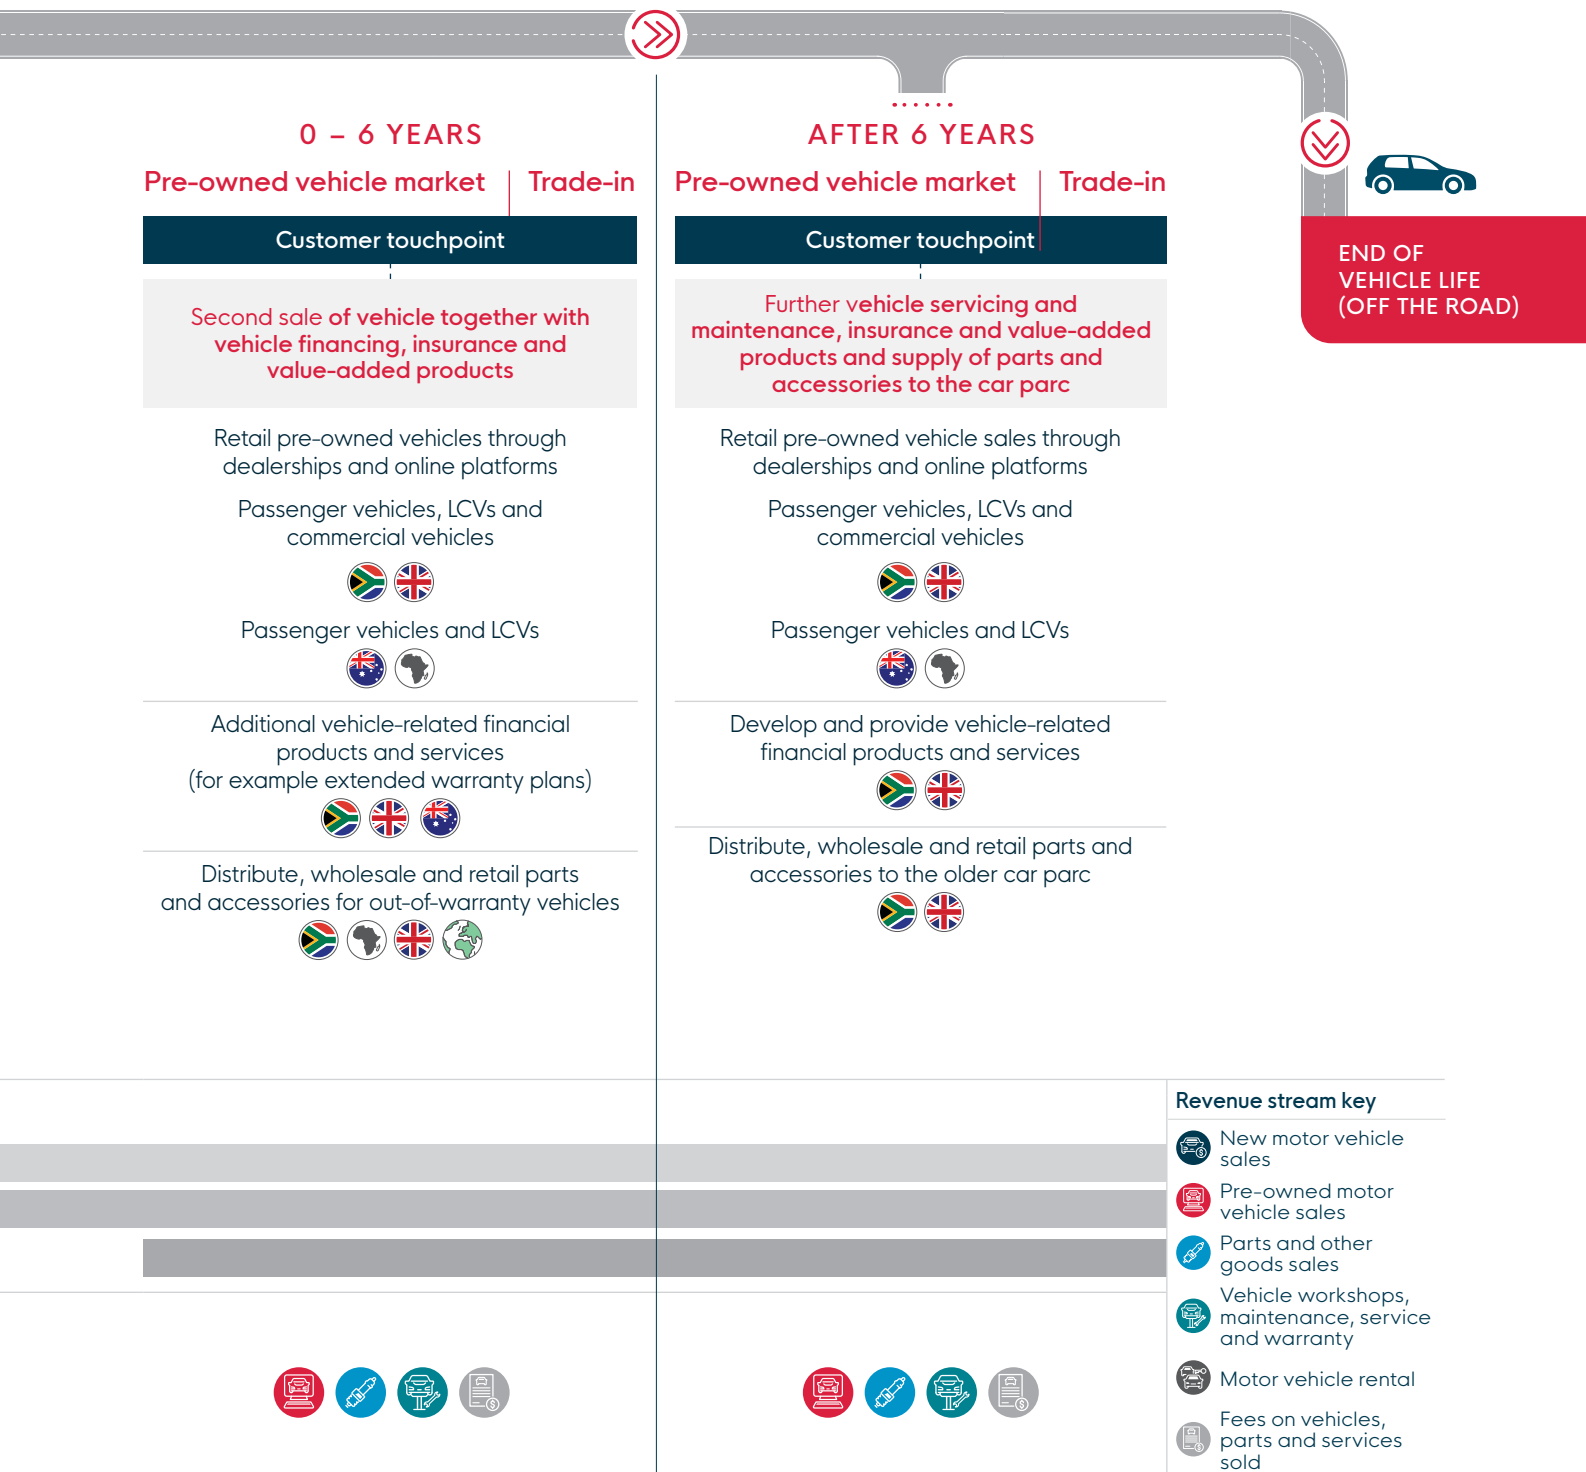 0 – 6 YEARS
Pre-owned vehicle market
Trade-in
Customer touchpoint
Second sale of vehicle together with
vehicle financing, insurance and
value-added products
Retail pre-owned vehicles through
dealerships and online platforms
Passenger vehicles, LCVs and
commercial vehicles
Passenger vehicles and LCVs
Additional vehicle-related financial
products and services
(for example extended warranty plans)
Distribute, wholesale and retail parts
and accessories for out-of-warranty vehicles
AFTER 6 YEARS
Pre-owned vehicle market
Trade-in
Customer touchpoint
Further vehicle servicing and
maintenance, insurance and value-added
products and supply of parts and
accessories to the car parc
Retail pre-owned vehicle sales through
dealerships and online platforms
Passenger vehicles, LCVs and
commercial vehicles
Passenger vehicles and LCVs
Develop and provide vehicle-related
financial products and services
Distribute, wholesale and retail parts and
accessories to the older car parc
END OF
VEHICLE LIFE
(OFF THE ROAD)
Revenue stream key
New motor vehicle
sales
Pre-owned motor
vehicle sales
Parts and other
goods sales
Vehicle workshops,
maintenance, service
and warranty
Motor vehicle rental
Fees on vehicles,
parts and services
sold